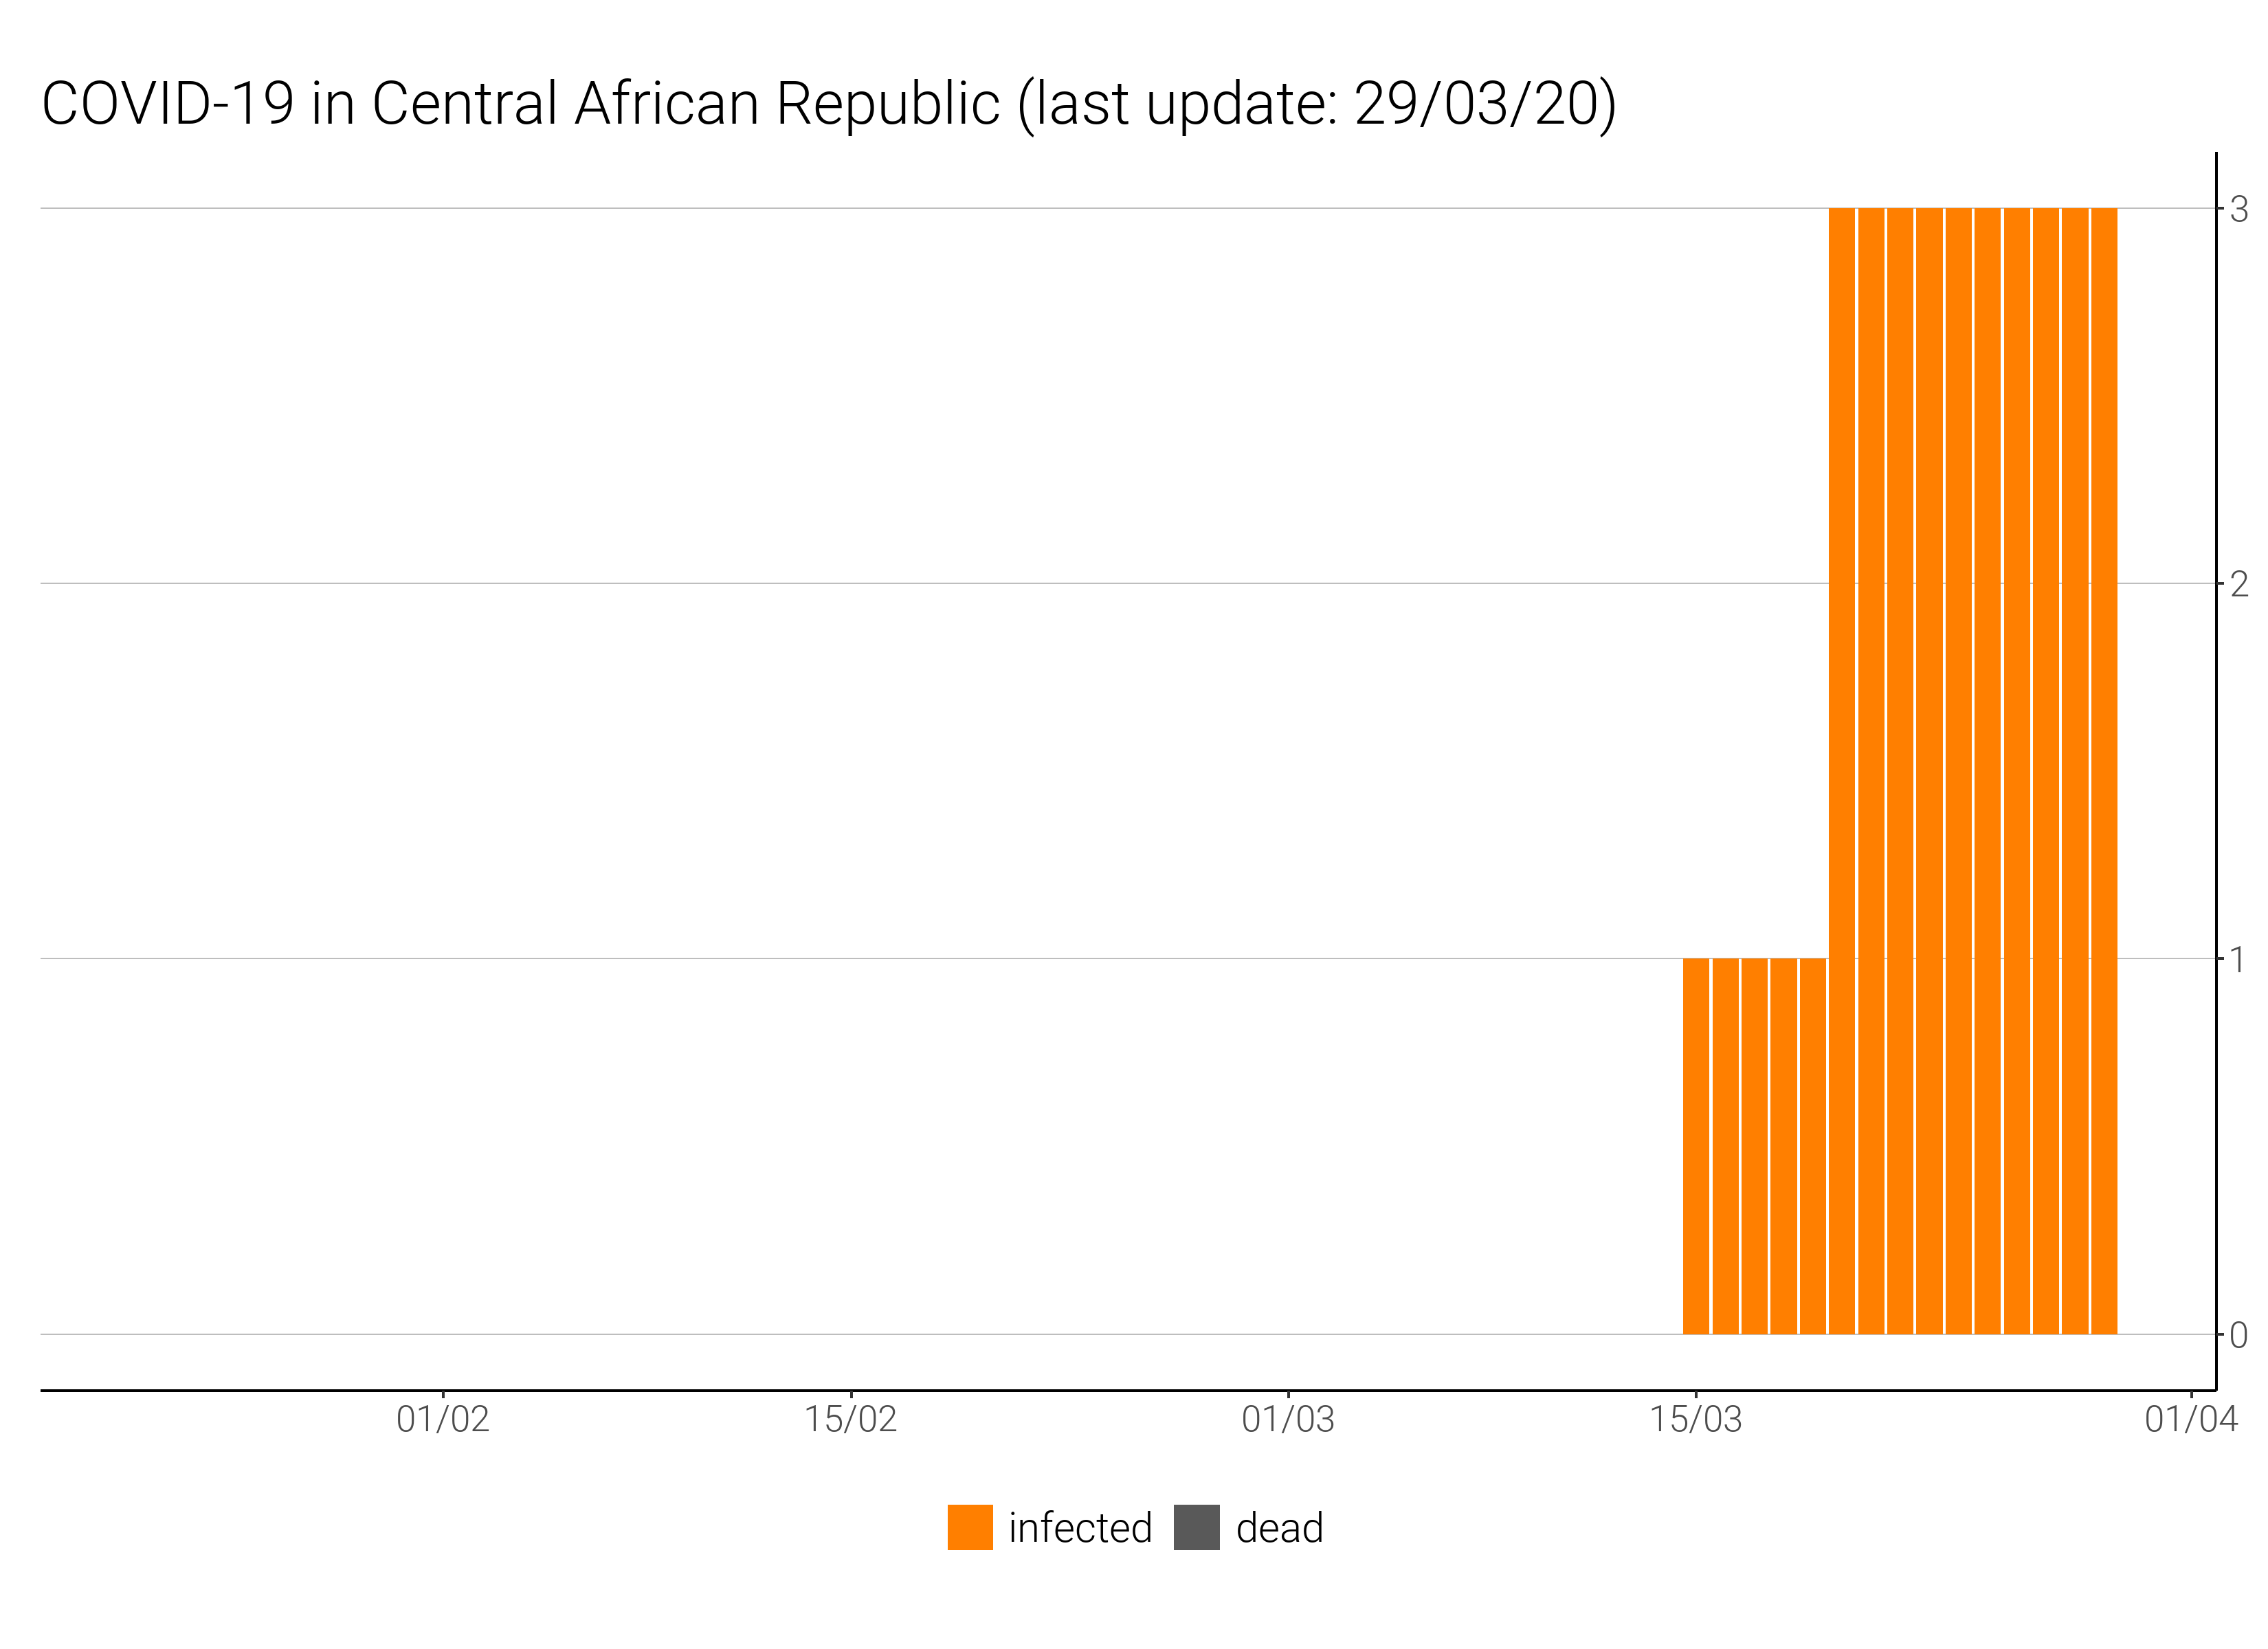 COVID-19 in Central African Republic (last update: 29/03/20)
3
2
1
0
01/02 15/02 01/03 15/03 01/04
infected dead